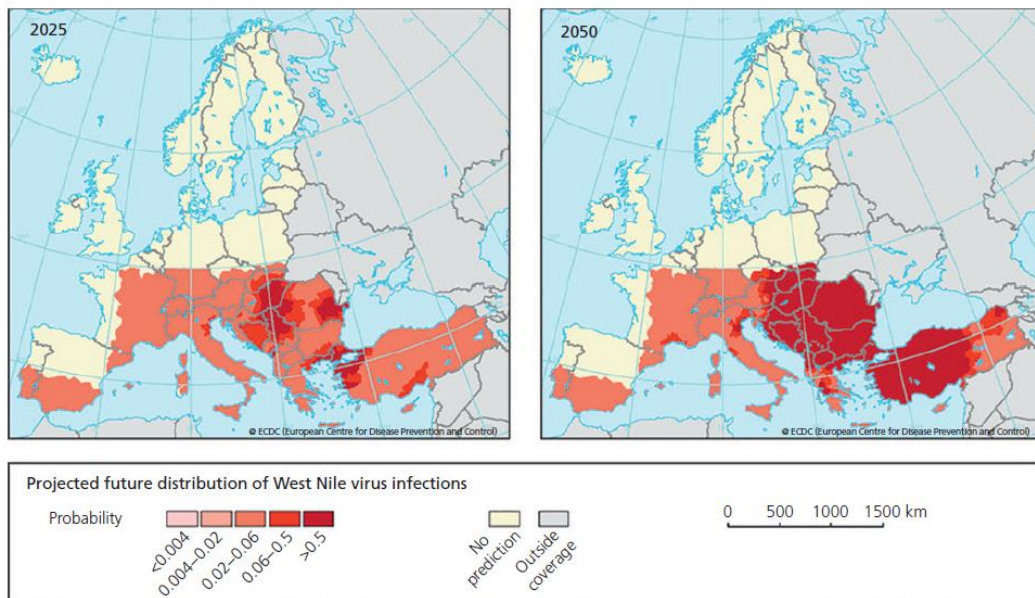 2025
© ECDC (European Centre for Disease Prevention and Control)
2050
© ECDC (European Centre for Disease Prevention and Control)
Projected future distribution of West Nile virus infections
Probability
<0.004
0.004–0.02
0.02–0.06
0.06–0.5
>0.5
No prediction
Outside coverage
0 500 1000 1500 km